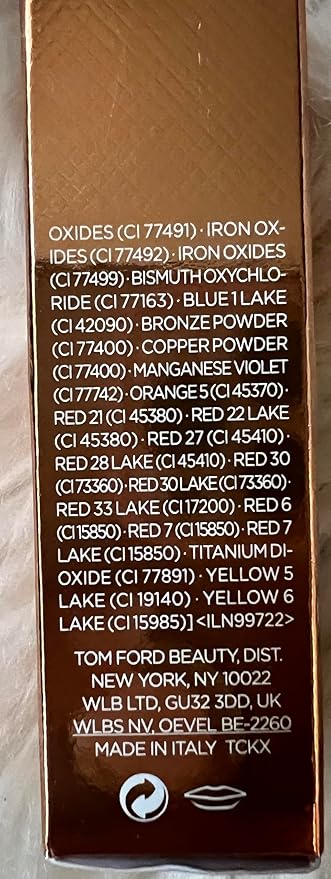 OXIDES (CI 77491) · IRON OX-
IDES (CI 77492) · IRON OXIDES
(CI 77499) · BISMUTH OXYCHLO-
RIDE (CI 77163) · BLUE 1 LAKE
(CI 42090) · BRONZE POWDER
(CI 77400) · COPPER POWDER
(CI 77400) · MANGANESE VIOLET
(CI 77742) · ORANGE 5 (CI 45370) ·
RED 21 (CI 45380) · RED 22 LAKE
(CI 45380) · RED 27 (CI 45410) ·
RED 28 LAKE (CI 45410) · RED 30
(CI 73360) · RED 30 LAKE (CI 73360) ·
RED 33 LAKE (CI 17200) · RED 6
(CI 15850) · RED 7 (CI 15850) · RED 7
LAKE (CI 15850) · TITANIUM DI-
OXIDE (CI 77891) · YELLOW 5
LAKE (CI 19140) · YELLOW 6
LAKE (CI 15985)] <ILN99722>
TOM FORD BEAUTY, DIST.
NEW YORK, NY 10022
WLB LTD, GU32 3DD, UK
WLBS NV. OEVEL BE-2260
MADE IN ITALY TCKX